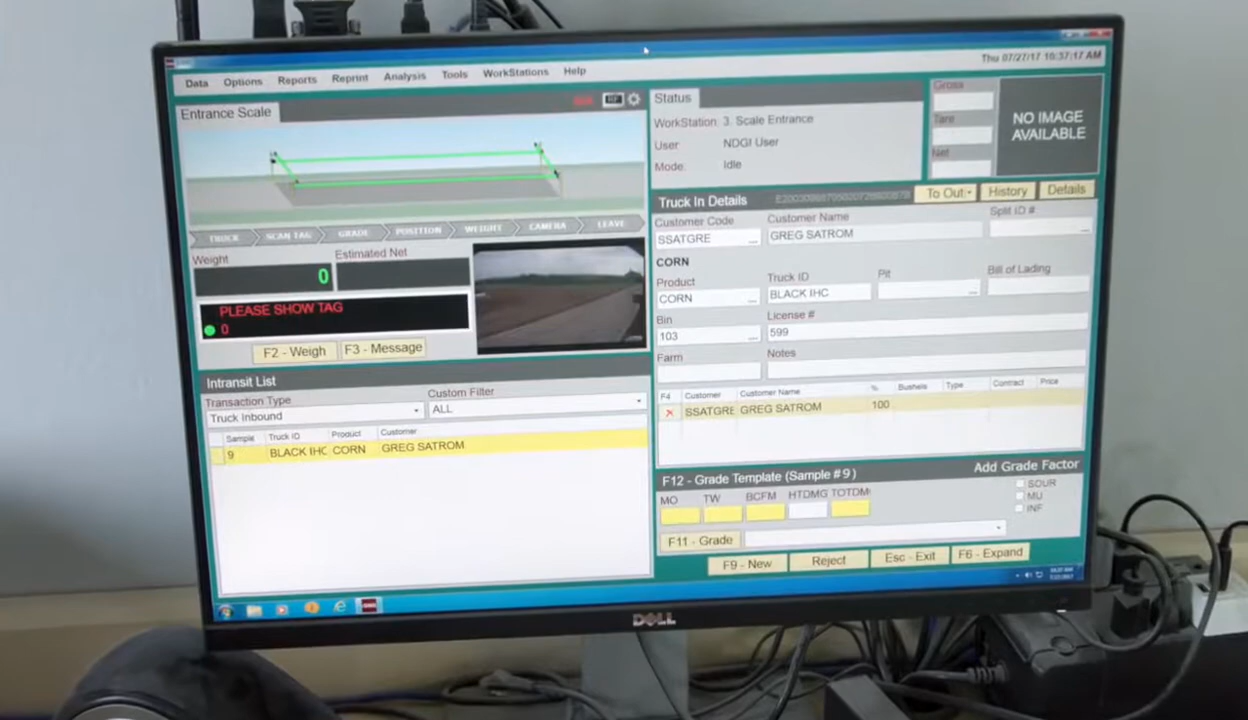 Thu 07/27/17 10:37:17 AM
Data Options Reports Reprint Analysis Tools WorkStations Help
Entrance Scale
TRUCK SCAN TAG GRADE POSITION WEIGHT CAMERA LEAVE
Weight Estimated Net
0
PLEASE SHOW TAG
0
F2 - Weigh F3 - Message
Intransit List
Transaction Type Custom Filter
Truck Inbound ALL
Sample Truck ID Product Customer
9 BLACK IHC CORN GREG SATROM
Status
WorkStation: 3. Scale Entrance
User NDGI User
Mode: Idle
Gross
Tare
Net
NO IMAGE
AVAILABLE
Truck In Details To Out History Details
Customer Code Customer Name Split ID #
SSATGRE ... GREG SATROM ...
CORN
Product Truck ID Pit Bill of Lading
CORN ... BLACK IHC ...
Bin License #
103 ... 599
Farm Notes
F4 Customer Customer Name % Bushels Type Contract Price
X SSATGRE GREG SATROM 100
F12 - Grade Template (Sample #9) Add Grade Factor
MO TW BCFM HTDMG TOTDM
SOUR
MU
INF
F11 - Grade
F9 - New Reject Esc - Exit F6 - Expand
DELL